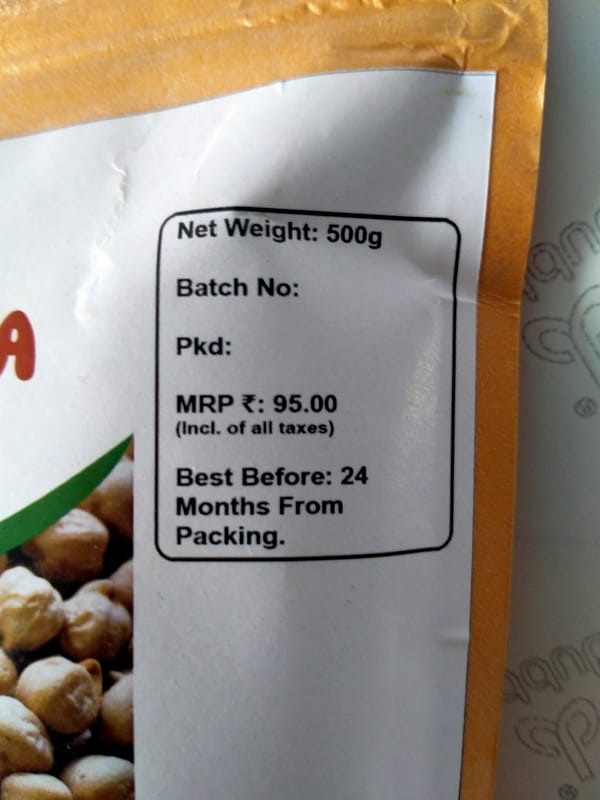 A
Net Weight: 500g
Batch No:
Pkd:
MRP ₹: 95.00
(Incl. of all taxes)
Best Before: 24
Months From
Packing.